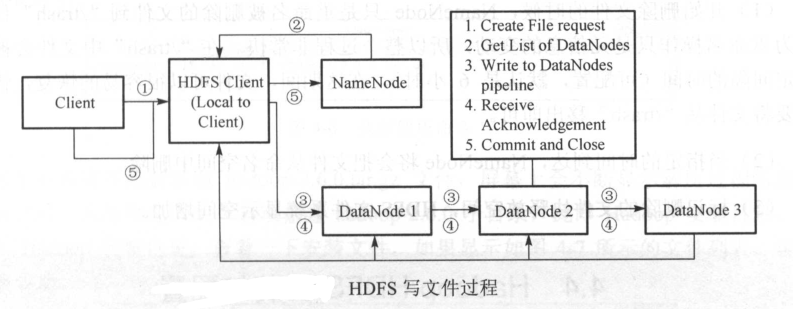 ②
1. Create File request
2. Get List of DataNodes
3. Write to DataNodes
pipeline
4. Receive
Acknowledgement
5. Commit and Close
Client
①
HDFS Client
(Local to
Client)
⑤
NameNode
⑤
③
④
DataNode 1
③
④
DataNode 2
③
④
DataNode 3
HDFS 写文件过程